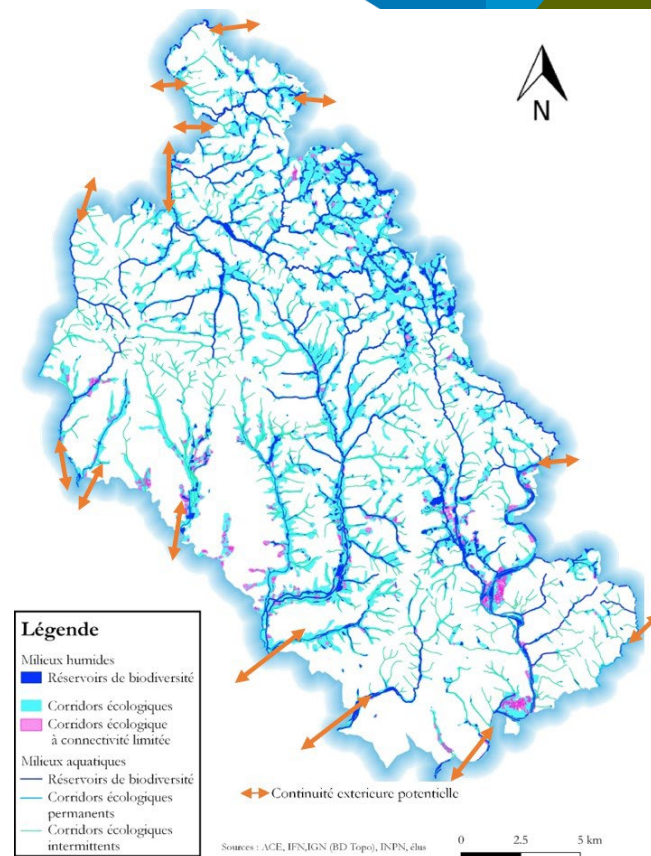 N
Légende
Milieux humides
Réservoirs de biodiversité
Corridors écologiques
Corridors écologique
à connectivité limitée
Milieux aquatiques
Réservoirs de biodiversité
Corridors écologiques
permanents
Corridors écologiques
intermittents
Continuité exterieure potentielle
Sources : ACE, IFN,IGN (BD Topo), INPN, élus
0 2.5 5 km